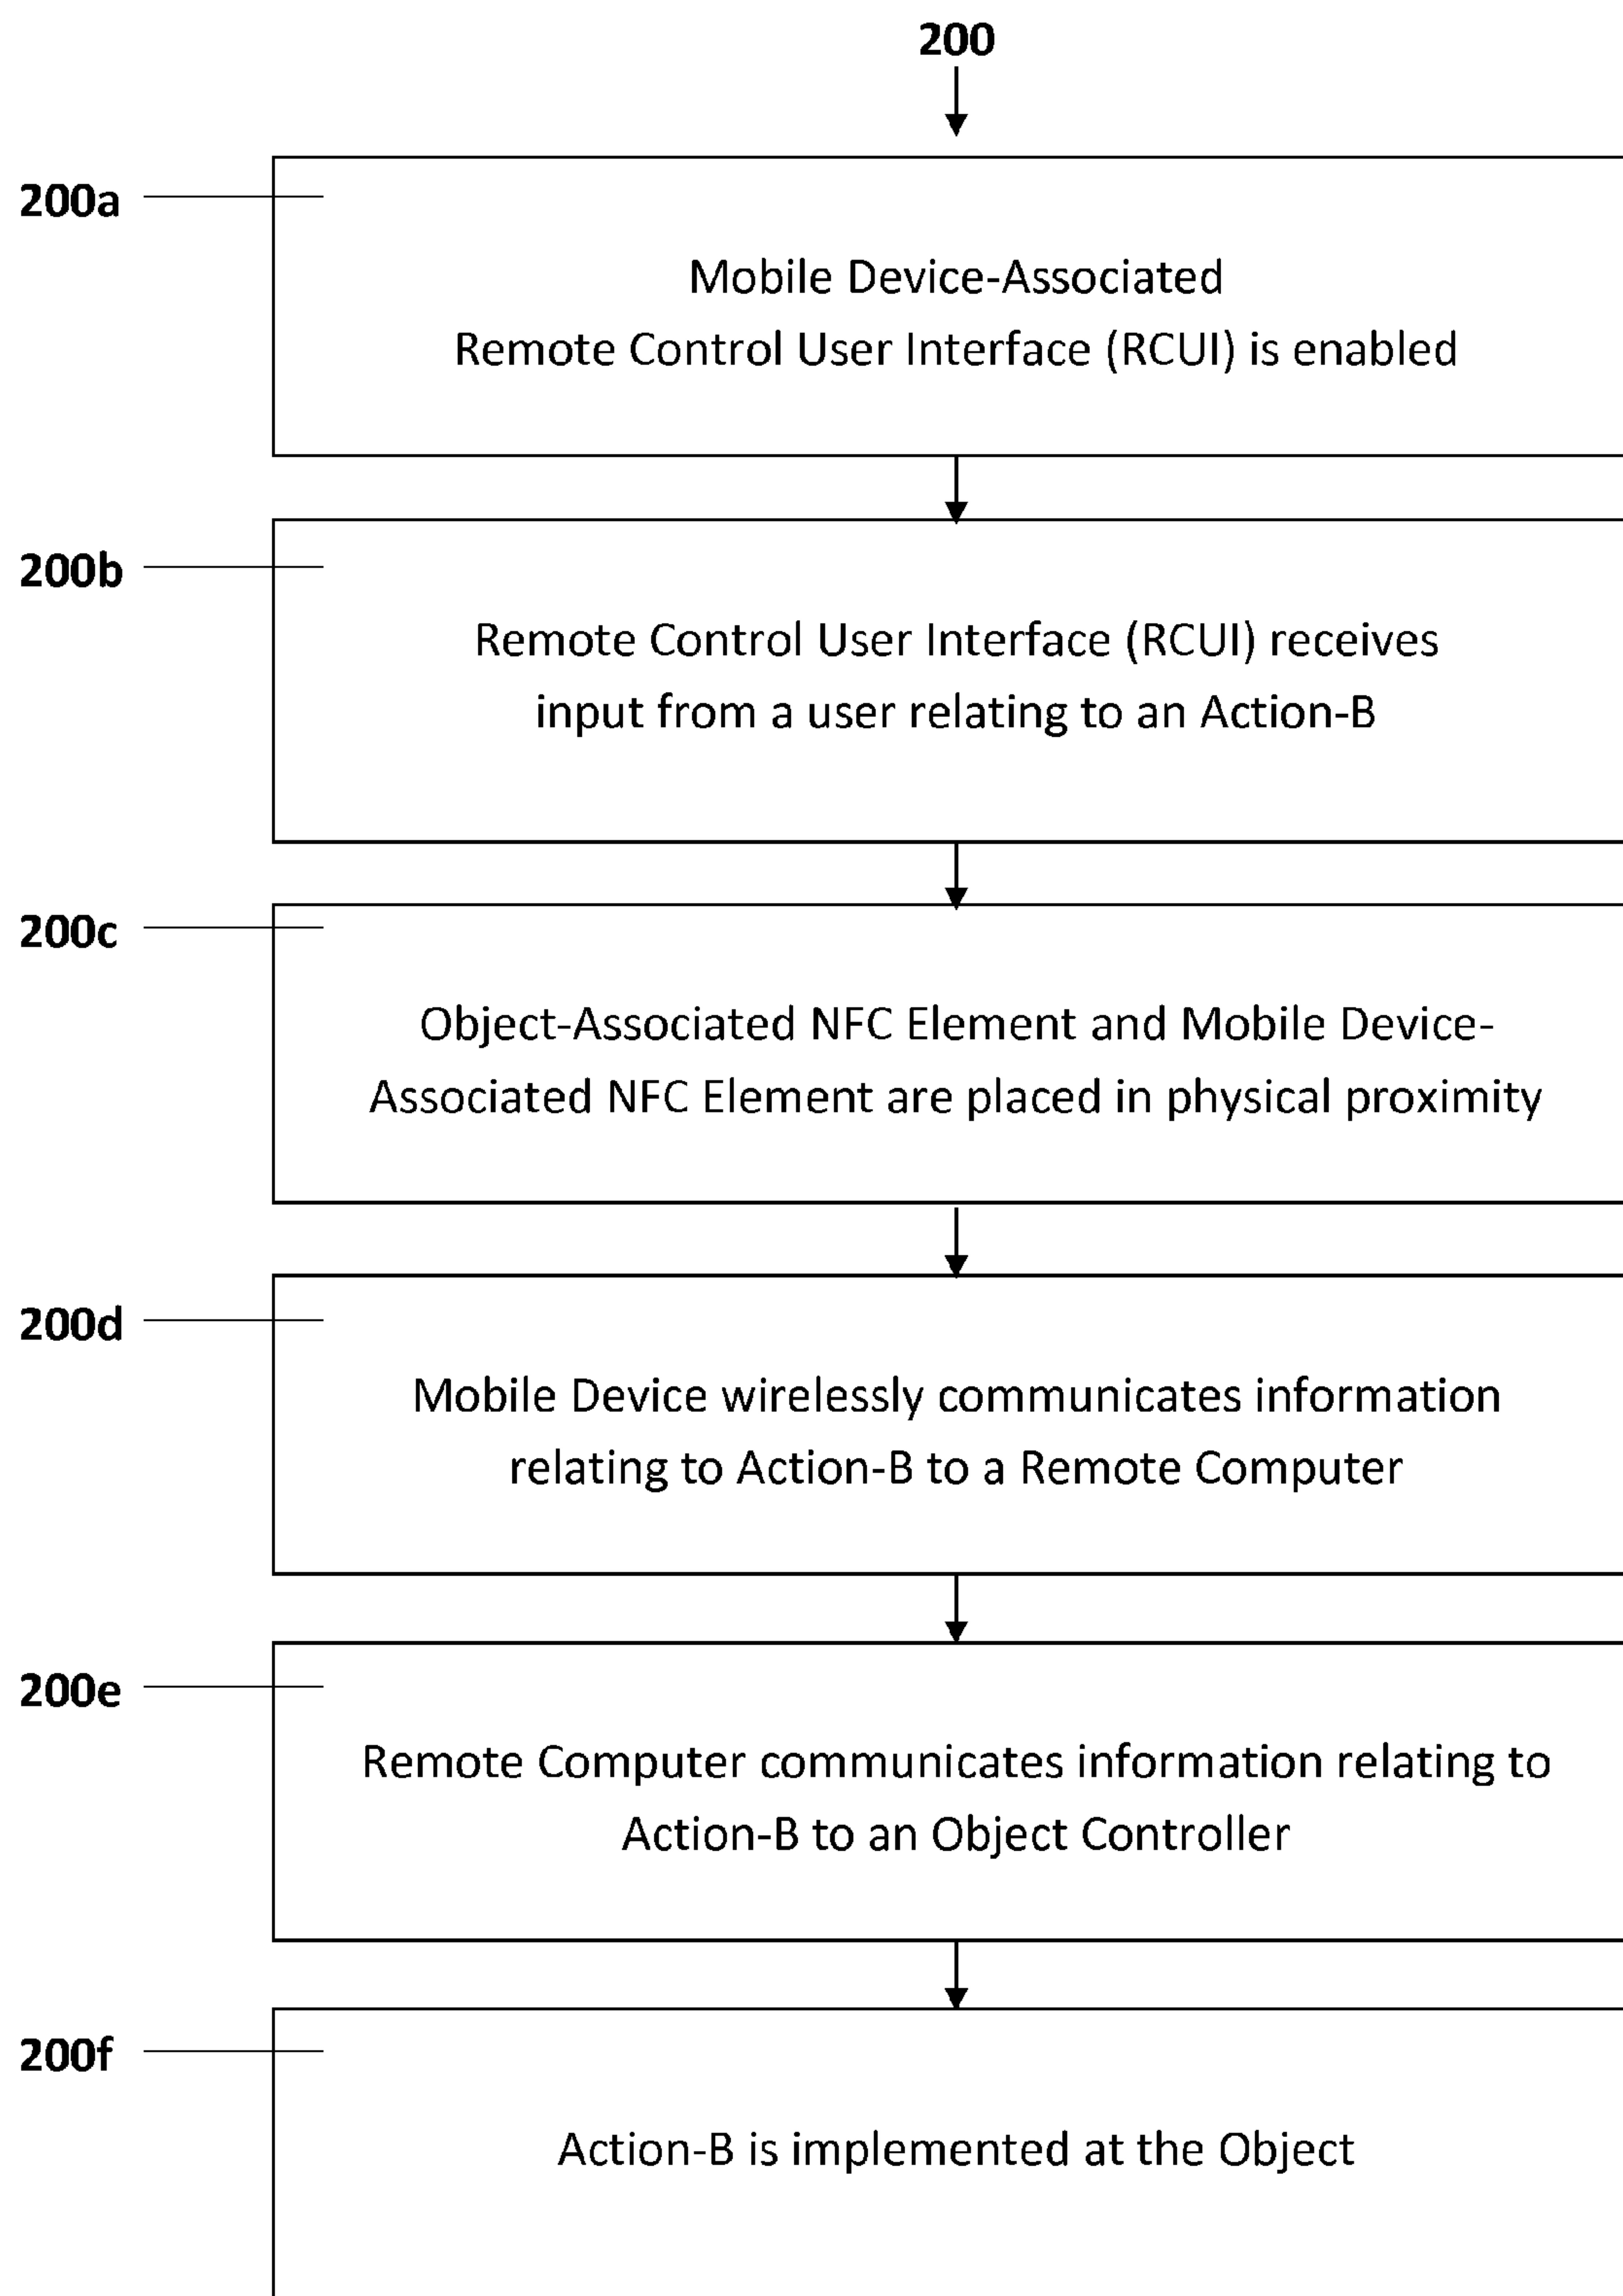 200
200a
Mobile Device-Associated
Remote Control User Interface (RCUI) is enabled
200b
Remote Control User Interface (RCUI) receives
input from a user relating to an Action-B
200c
Object-Associated NFC Element and Mobile Device-
Associated NFC Element are placed in physical proximity
200d
Mobile Device wirelessly communicates information
relating to Action-B to a Remote Computer
200e
Remote Computer communicates information relating to
Action-B to an Object Controller
200f
Action-B is implemented at the Object